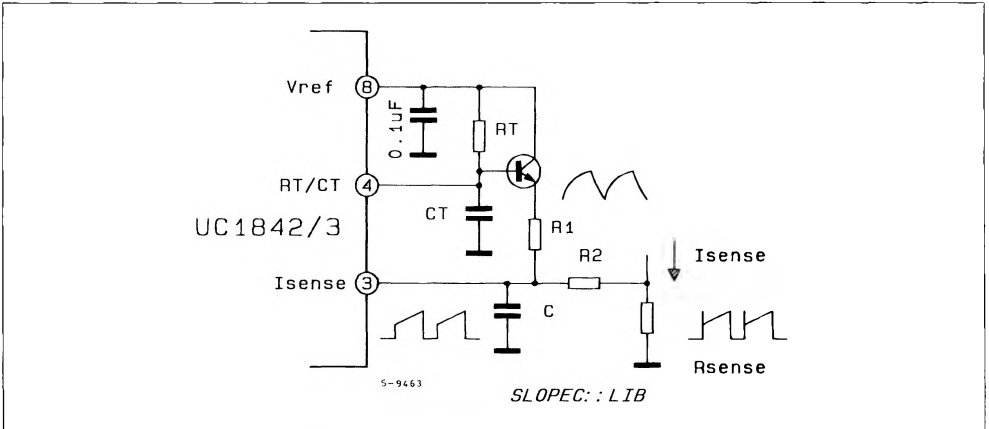 Vref
8
0.1uF
RT
RT/CT
4
CT
UC1842/3
R1
R2
Isense
Isense
3
C
Rsense
S-9463
SLOPEC::LIB